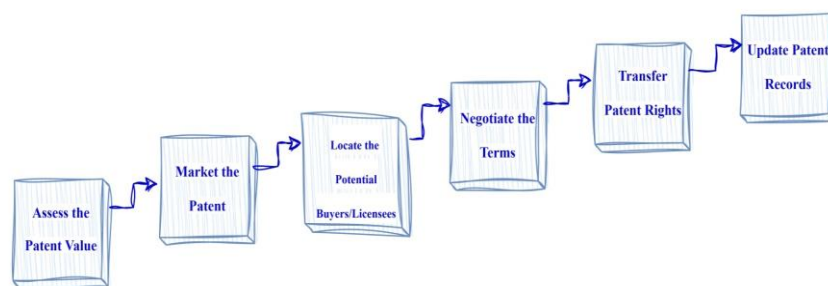 Assess the
Patent Value
Market the
Patent
Locate the
Potential
Buyers/Licensees
Negotiate the
Terms
Transfer
Patent Rights
Update Patent
Records